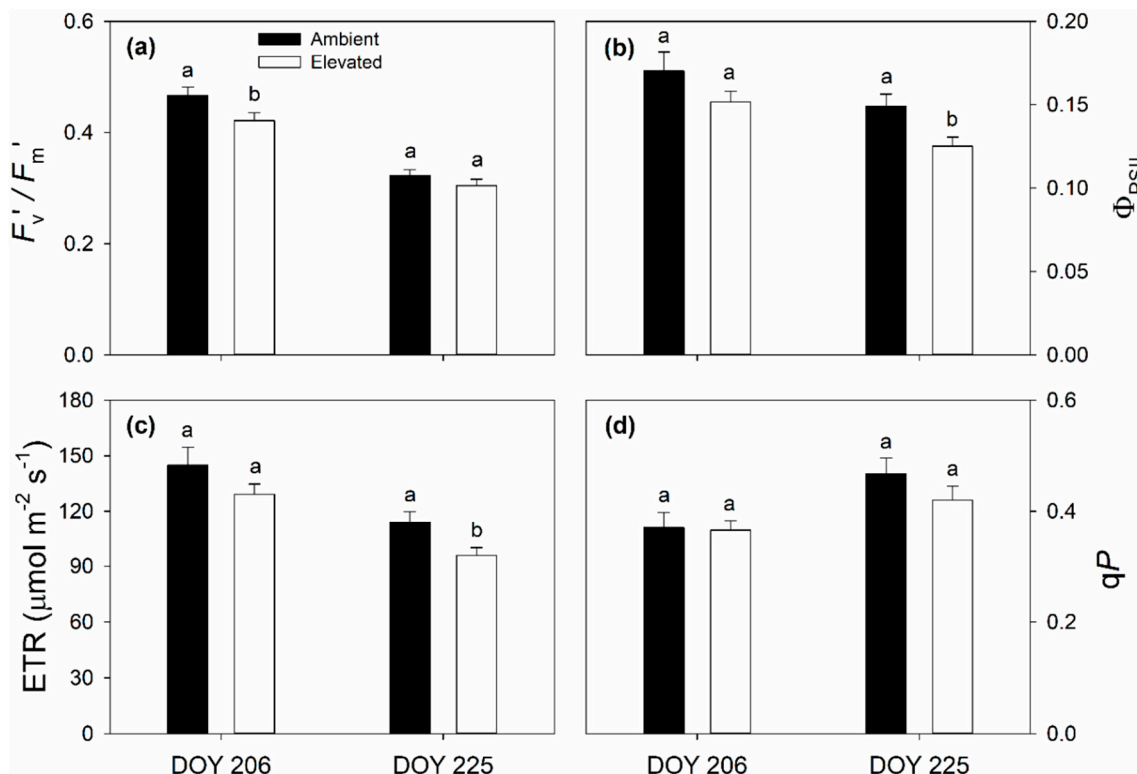 0.6
(a)
Ambient
Elevated
a
b
a
a
0.4
0.2
0.0
Fv' / Fm'
(b)
a
a
a
b
0.20
0.15
0.10
0.05
0.00
ΦPSII
180
(c)
a
a
a
b
150
120
90
60
30
0
ETR (μmol m⁻² s⁻¹)
DOY 206
DOY 225
(d)
a
a
a
a
0.6
0.4
0.2
0.0
qP
DOY 206
DOY 225